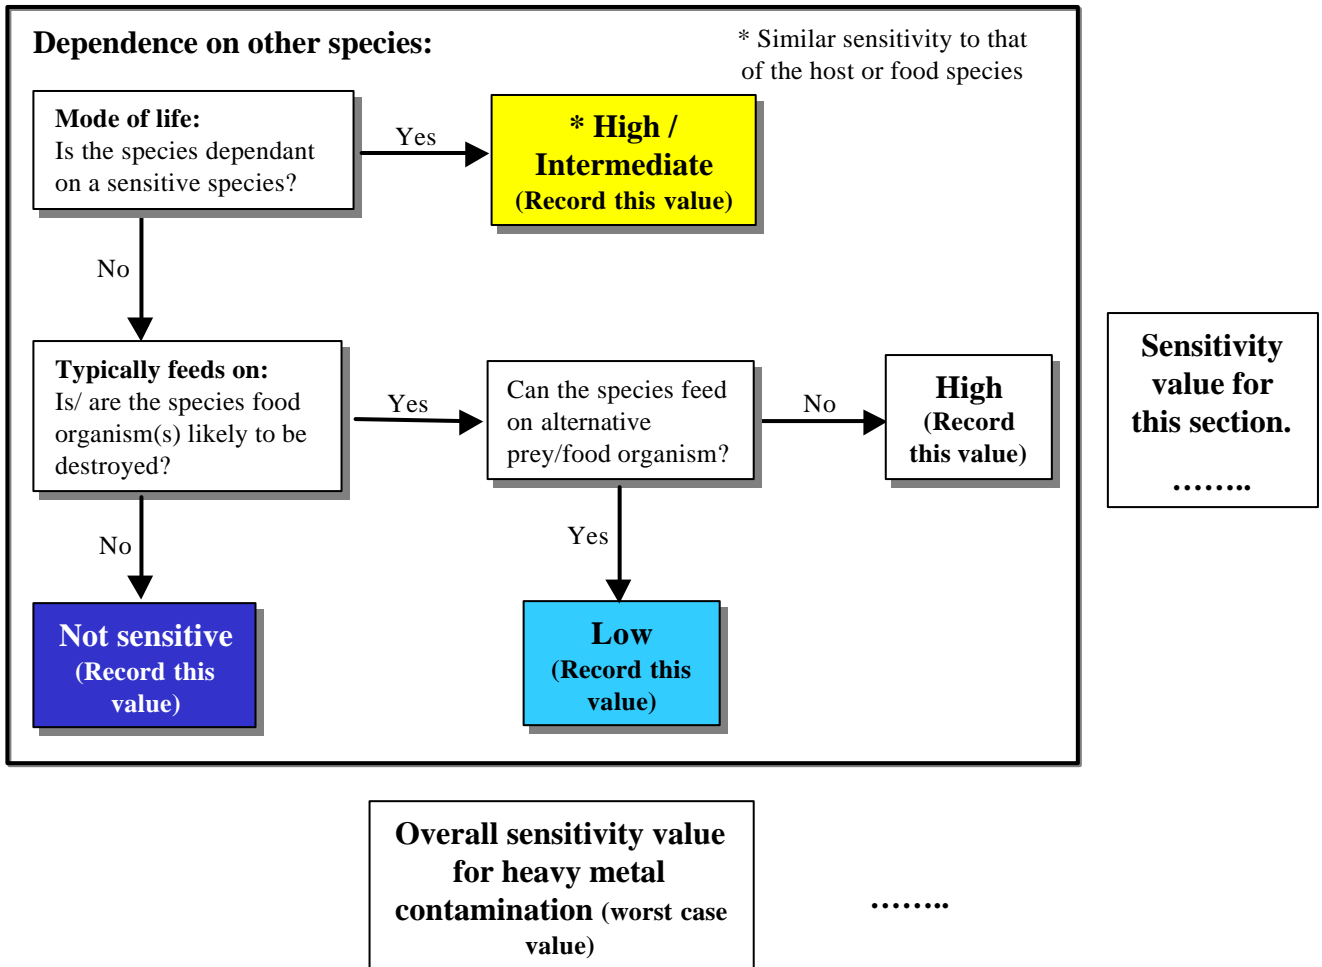 Dependence on other species:
* Similar sensitivity to that
of the host or food species
Mode of life:
Is the species dependant
on a sensitive species?
Yes
* High /
Intermediate
(Record this value)
No
Typically feeds on:
Is/ are the species food
organism(s) likely to be
destroyed?
Yes
Can the species feed
on alternative
prey/food organism?
No
High
(Record
this value)
Sensitivity
value for
this section.
……..
No
Yes
Not sensitive
(Record this
value)
Low
(Record this
value)
Overall sensitivity value
for heavy metal
contamination (worst case
value)
……..